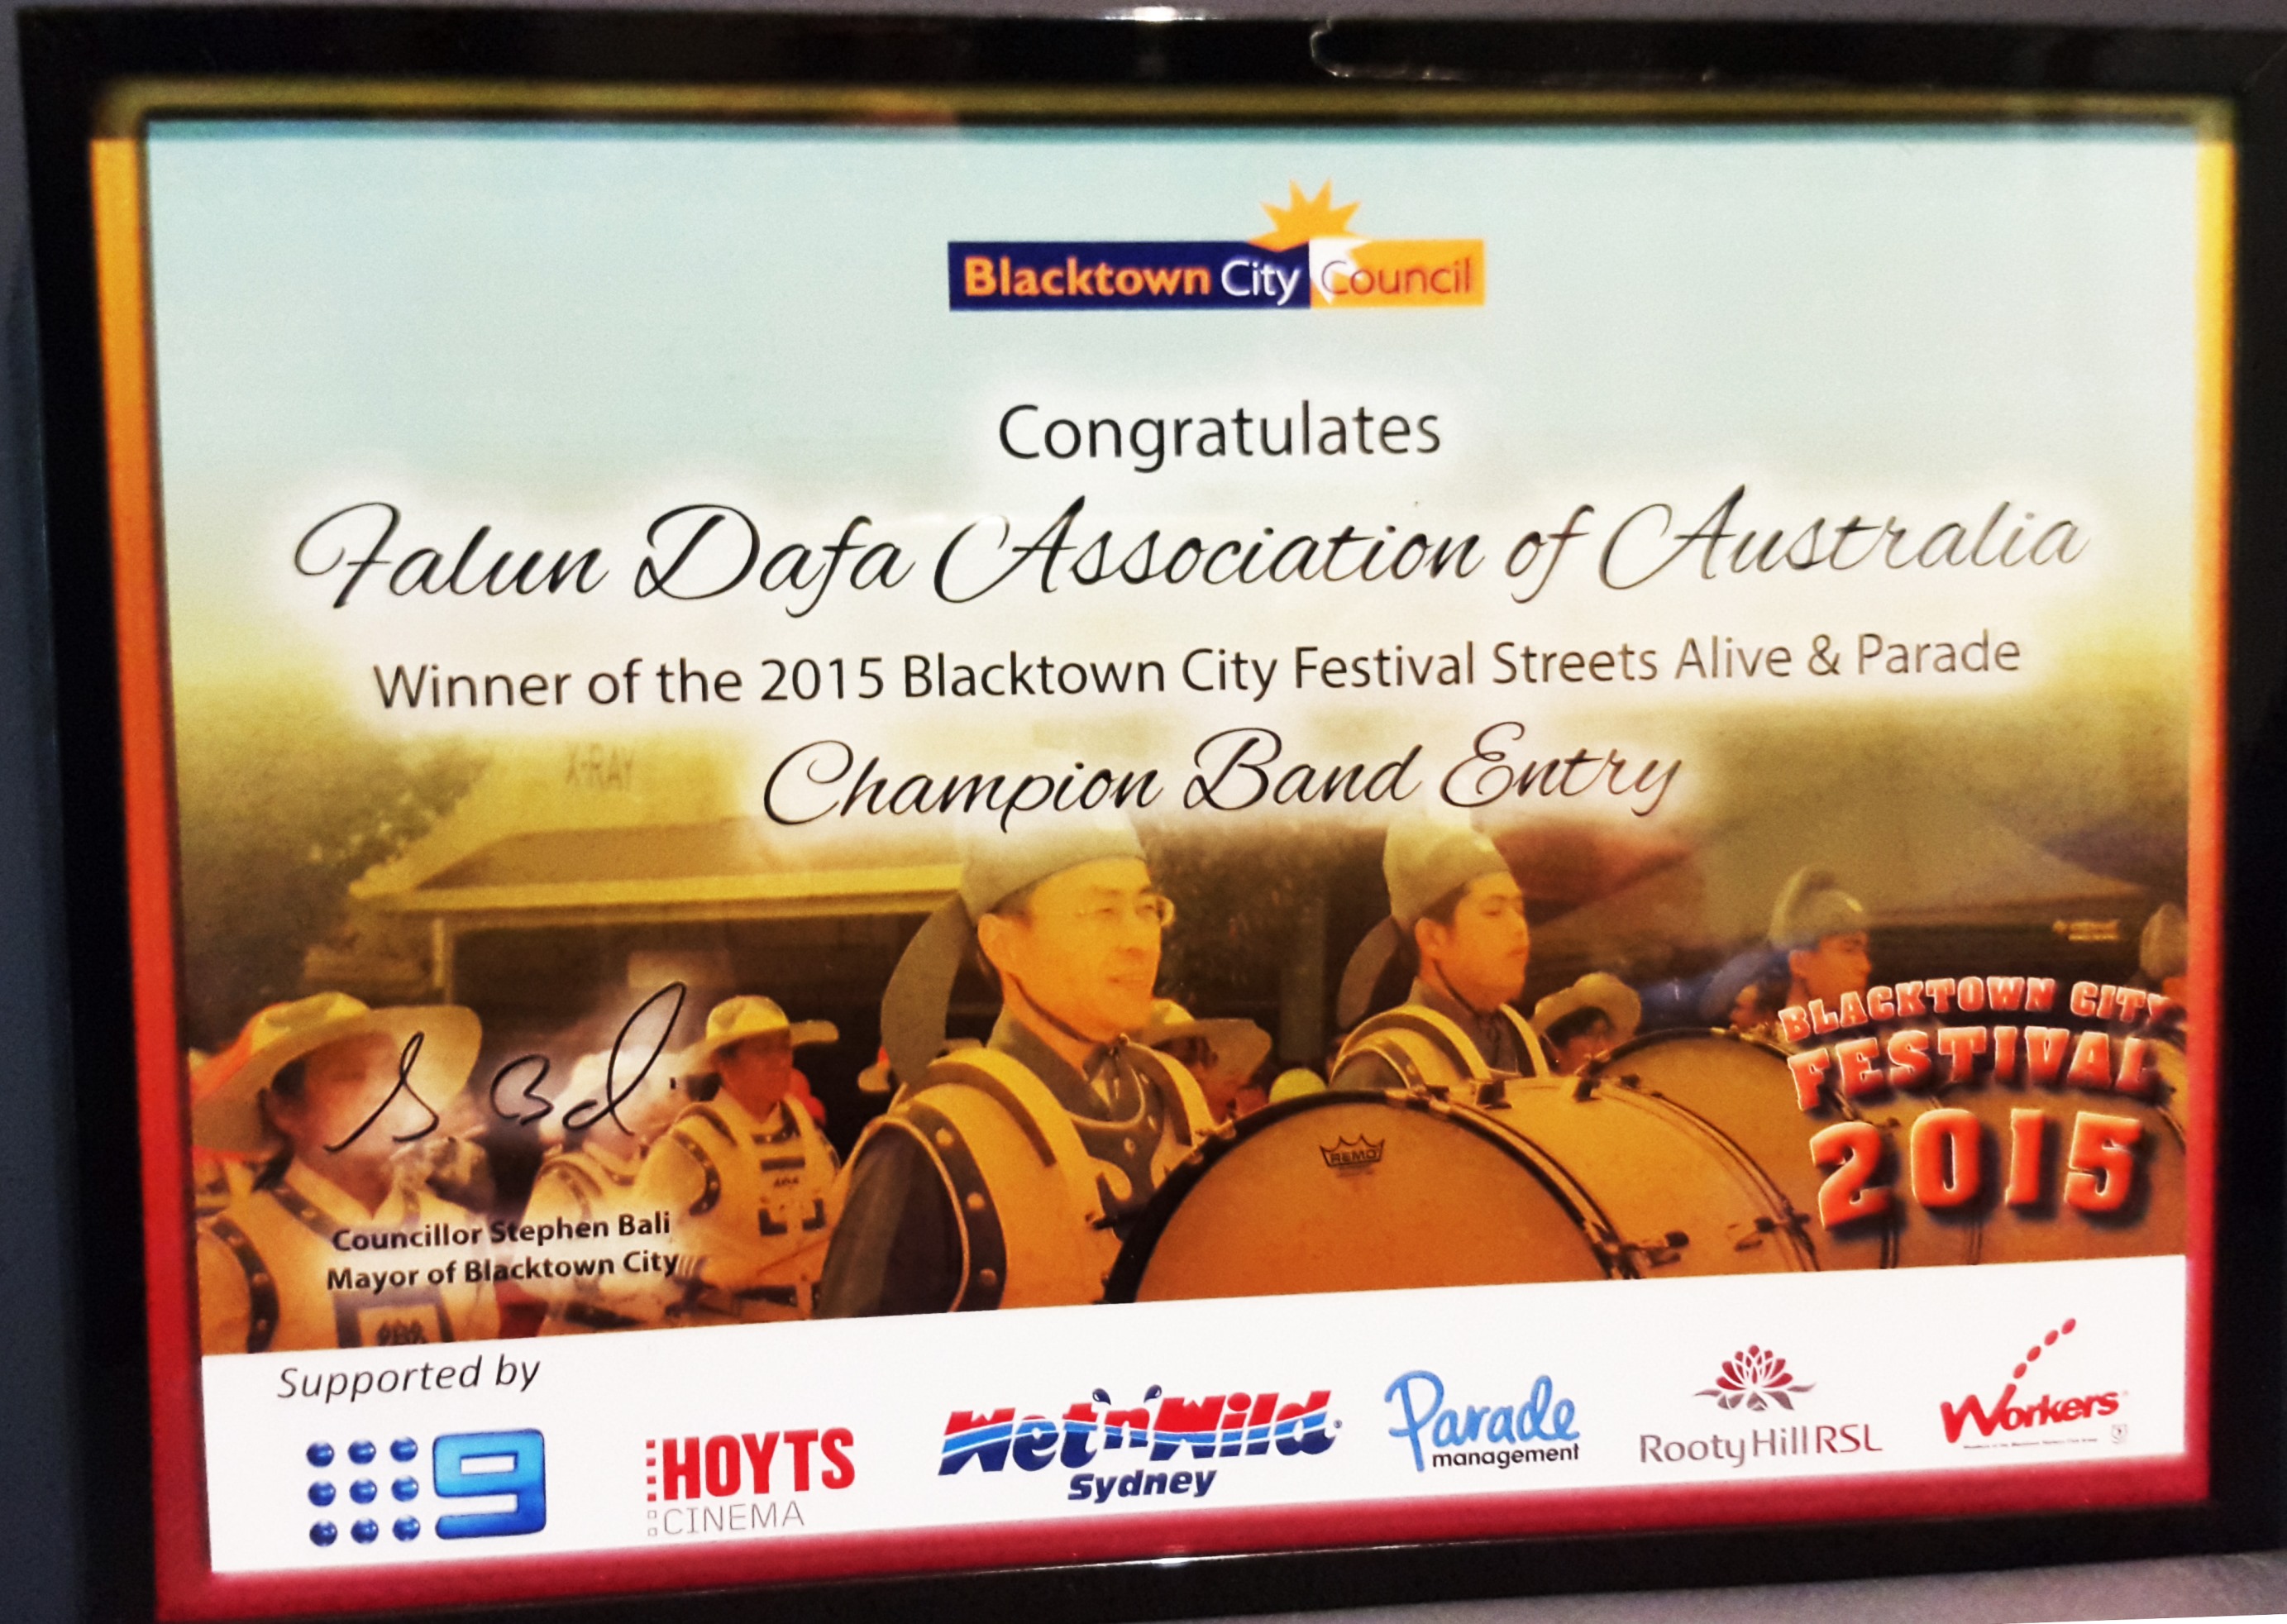 Blacktown City Council
Congratulates
Falun Dafa Association of Australia
Winner of the 2015 Blacktown City Festival Streets Alive & Parade
Champion Band Entry
X-RAY
REMO
BLACKTOWN CITY
FESTIVAL
2015
Councillor Stephen Bali
Mayor of Blacktown City
Supported by
9
HOYTS
CINEMA
Wet'n'Wild
Sydney
Parade
management
Rooty Hill RSL
Workers